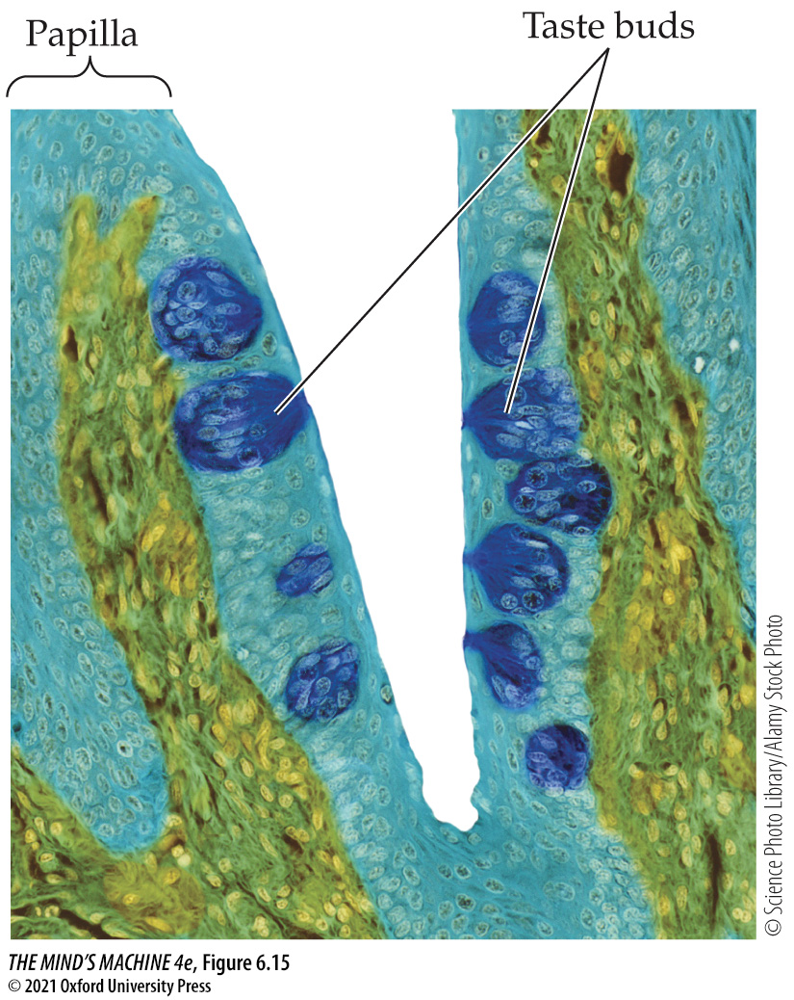 Papilla
Taste buds
© Science Photo Library/Alamy Stock Photo
THE MIND'S MACHINE 4e, Figure 6.15
© 2021 Oxford University Press